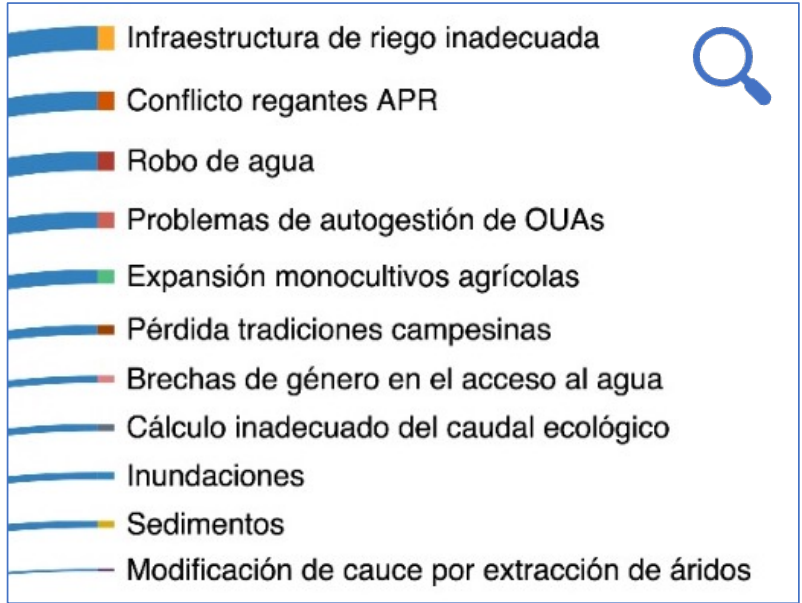 Infraestructura de riego inadecuada
Conflicto regantes APR
Robo de agua
Problemas de autogestión de OUAs
Expansión monocultivos agrícolas
Pérdida tradiciones campesinas
Brechas de género en el acceso al agua
Cálculo inadecuado del caudal ecológico
Inundaciones
Sedimentos
Modificación de cauce por extracción de áridos